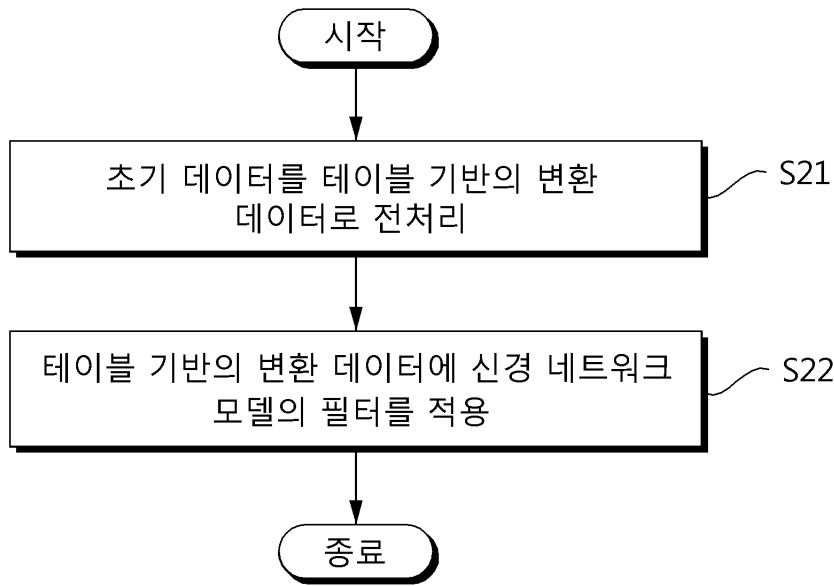 시작
초기 데이터를 테이블 기반의 변환
데이터로 전처리
S21
테이블 기반의 변환 데이터에 신경 네트워크
모델의 필터를 적용
S22
종료